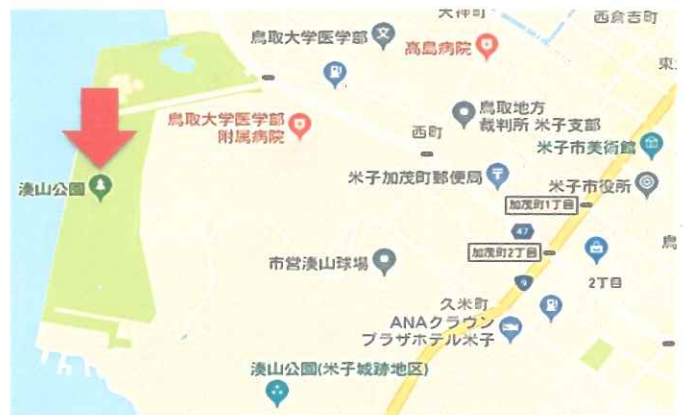 天神町
西倉吉町
鳥取大学医学部
高島病院
東
鳥取大学医学部
附属病院
鳥取地方
裁判所 米子支部
西町
米子市美術館
湊山公園
米子加茂町郵便局
米子市役所
加茂町1丁目
47
加茂町2丁目
鳥
市営湊山球場
9
2丁目
久米町
ANAクラウン
プラザホテル米子
湊山公園(米子城跡地区)